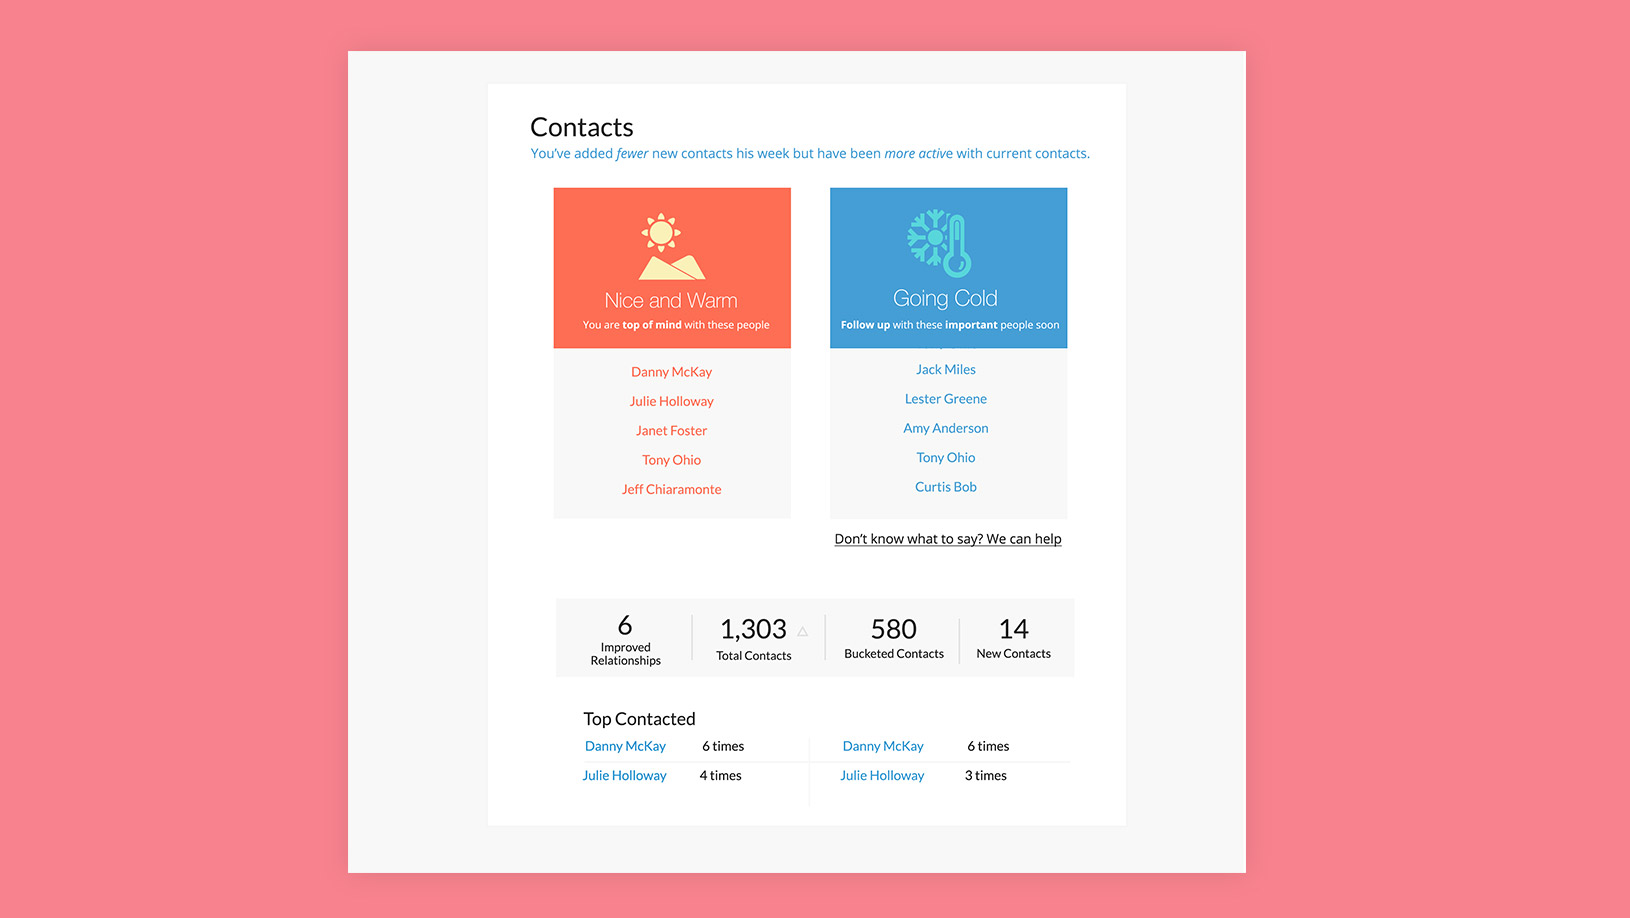 Contacts
You've added fewer new contacts his week but have been more active with current contacts.
Nice and Warm
You are top of mind with these people
Danny McKay
Julie Holloway
Janet Foster
Tony Ohio
Jeff Chiaramonte
Going Cold
Follow up with these important people soon
Jack Miles
Lester Greene
Amy Anderson
Tony Ohio
Curtis Bob
Don't know what to say? We can help
6
Improved
Relationships
1,303
Total Contacts
580
Bucketed Contacts
14
New Contacts
Top Contacted
Danny McKay 6 times
Julie Holloway 4 times
Danny McKay 6 times
Julie Holloway 3 times